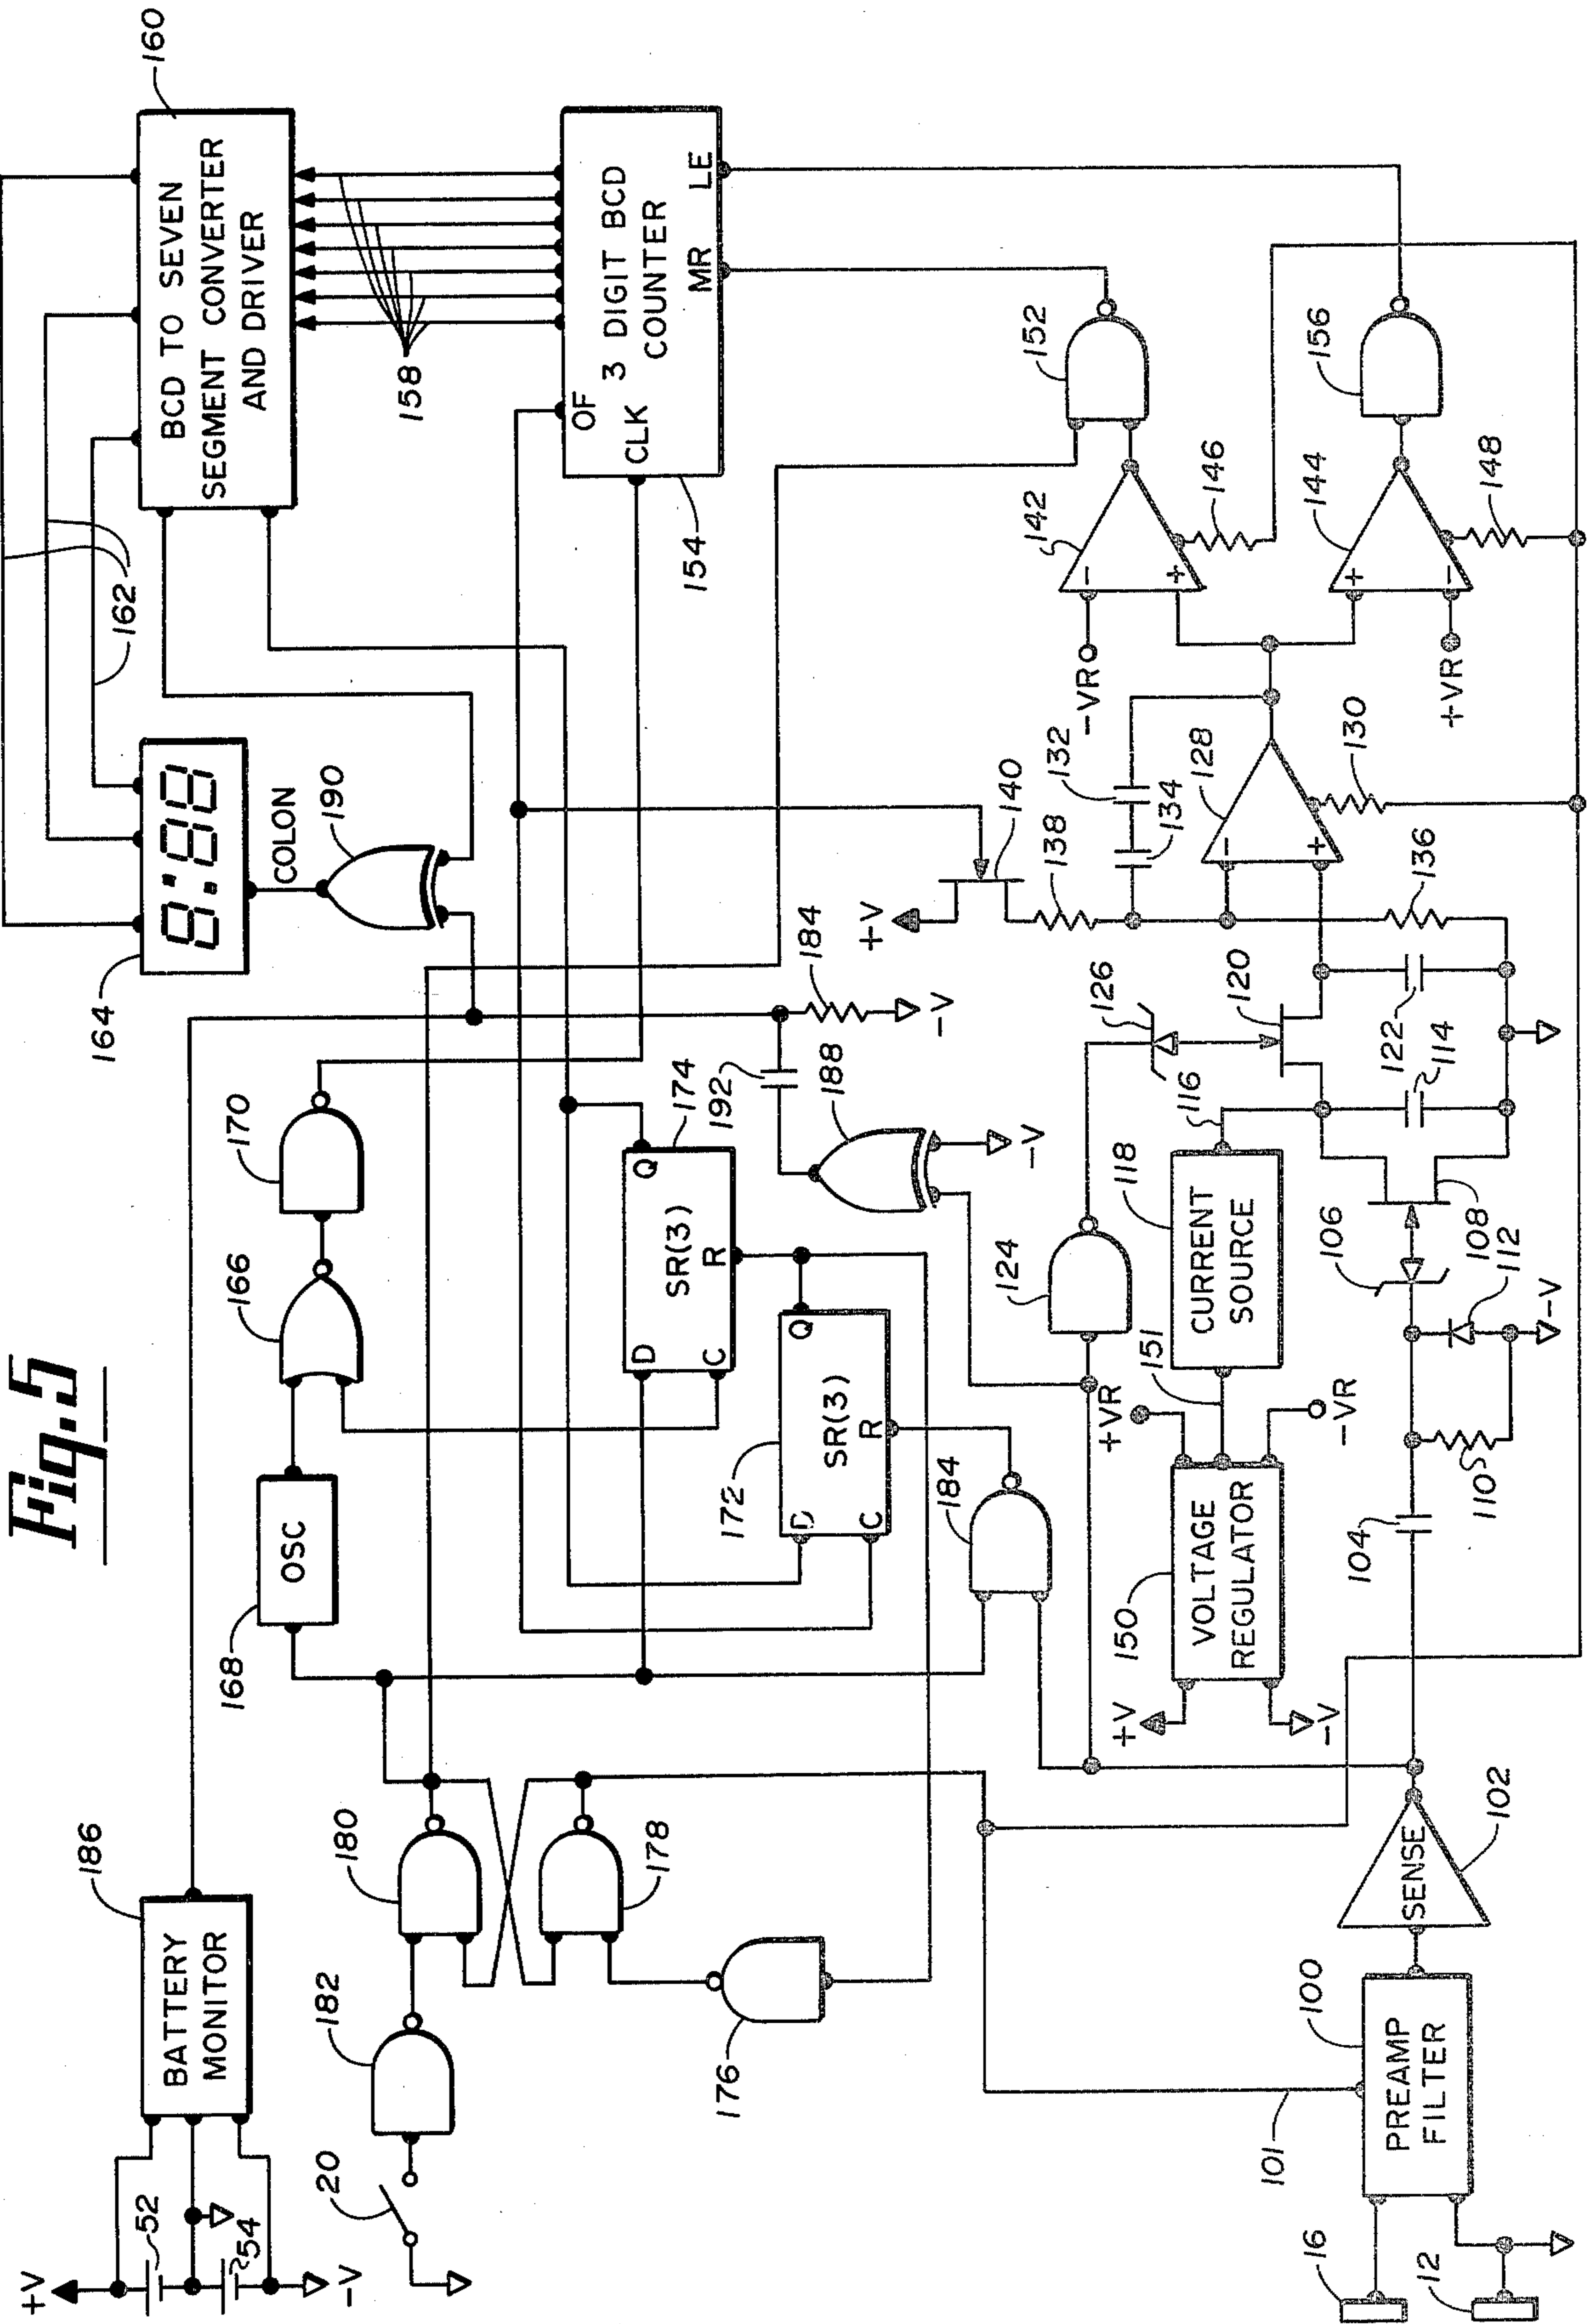 Fig. 5
+V
52
54
-V
186
BATTERY
MONITOR
20
182
180
178
176
168
OSC
166
170
164
8:88
COLON
190
162
160
BCD TO SEVEN
SEGMENT CONVERTER
AND DRIVER
158
OF
3 DIGIT BCD
COUNTER
CLK
MR
LE
154
174
Q
SR(3)
D
C
R
172
Q
SR(3)
D
C
R
184
192
188
-V
184
-V
+V
140
138
132
134
128
-
+
130
136
-VR
142
-
+
146
152
+VR
144
+
-
148
156
124
126
120
116
122
114
118
CURRENT
SOURCE
151
+VR
-VR
150
VOLTAGE
REGULATOR
+V
-V
106
108
112
-V
110
104
SENSE
102
100
PREAMP
FILTER
101
16
12